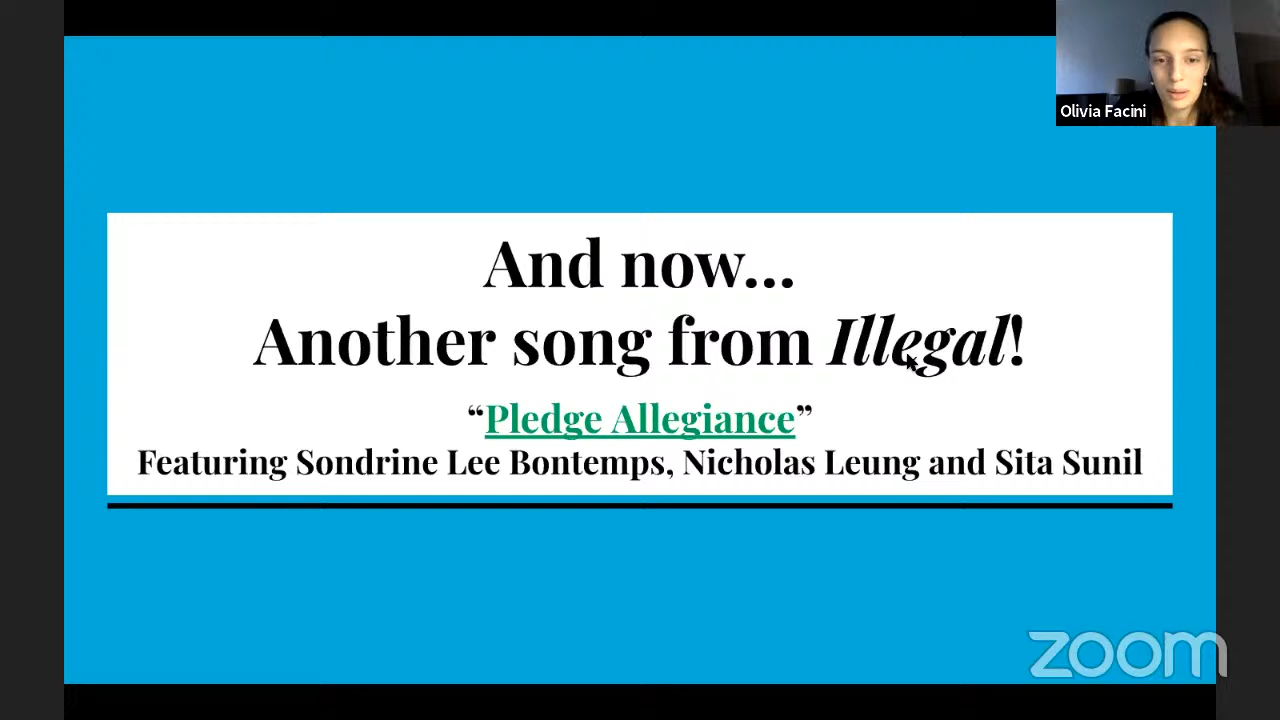 Olivia Facini
And now...
Another song from Illegal!
“Pledge Allegiance”
Featuring Sondrine Lee Bontemps, Nicholas Leung and Sita Sunil
zoom